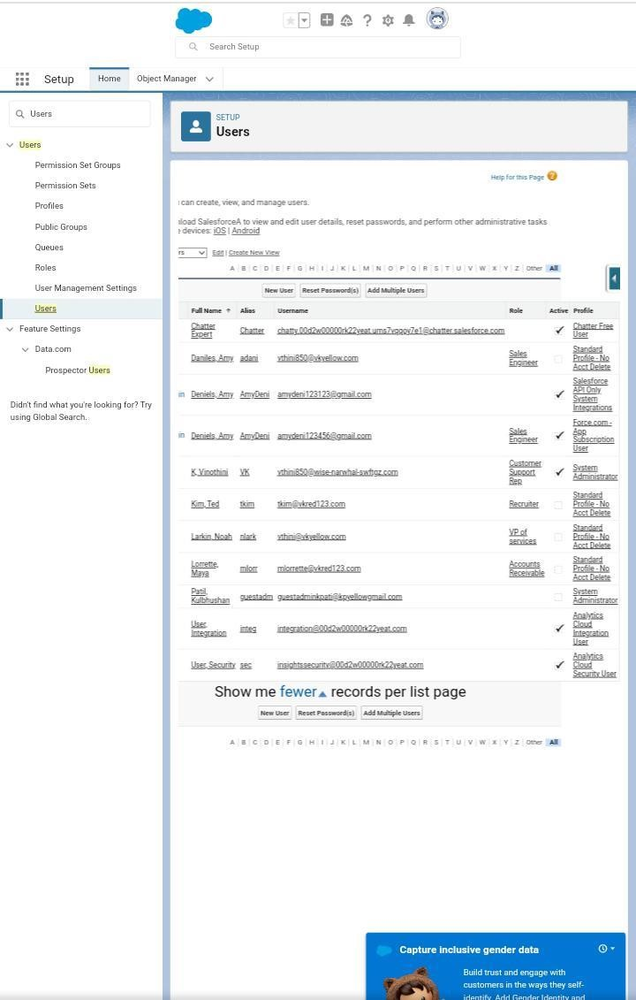 Search Setup
Setup
Home
Object Manager
Users
SETUP
Users
Users
Permission Set Groups
Permission Sets
Profiles
Public Groups
Queues
Roles
User Management Settings
Users
Feature Settings
Data.com
Prospector Users
Didn't find what you're looking for? Try
using Global Search.
Help for this Page ?
can create, view, and manage users.
nload SalesforceA to view and edit user details, reset passwords, and perform other administrative tasks
e devices: iOS | Android
rs Edit | Create New View
A B C D E F G H I J K L M N O P Q R S T U V W X Y Z Other All
New User Reset Password(s) Add Multiple Users
Full Name ↑ Alias Username Role Active Profile
Chatter Expert Chatter chatty.00d2w00000rk22yeat.ums7vqqoy7e1@chatter.salesforce.com Chatter Free User
Daniles, Amy adani vthini850@vkyellow.com Sales Engineer Standard Profile - No Acct Delete
in Deniels, Amy AmyDeni amydeni123123@gmail.com Salesforce API Only System Integrations
in Deniels, Amy AmyDeni amydeni123456@gmail.com Sales Engineer Force.com - App Subscription User
K, Vinothini VK vthini850@wise-narwhal-swftgz.com Customer Support Rep System Administrator
Kim, Ted tkim tkim@vkred123.com Recruiter Standard Profile - No Acct Delete
Larkin, Noah nlark vthini@vkyellow.com VP of services Standard Profile - No Acct Delete
Lorrette, Maya mlorr mlorrette@vkred123.com Accounts Receivable Standard Profile - No Acct Delete
Patil, Kulbhushan guestadm guestadminkpati@kpyellowgmail.com System Administrator
User, Integration integ integration@00d2w00000rk22yeat.com Analytics Cloud Integration User
User, Security sec insightssecurity@00d2w00000rk22yeat.com Analytics Cloud Security User
Show me fewer ▲ records per list page
New User Reset Password(s) Add Multiple Users
A B C D E F G H I J K L M N O P Q R S T U V W X Y Z Other All
Capture inclusive gender data
Build trust and engage with
customers in the ways they self-
identify. Add Gender Identity and